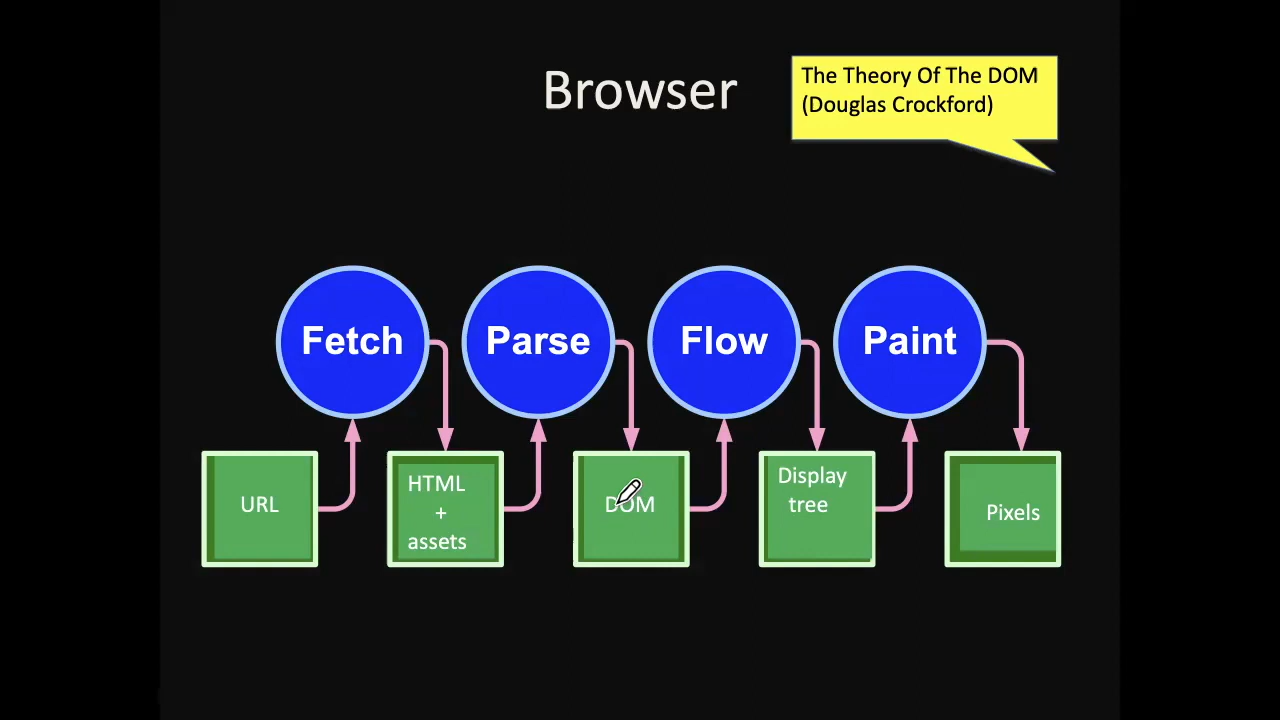 Browser
The Theory Of The DOM
(Douglas Crockford)
Fetch
Parse
Flow
Paint
URL
HTML
+
assets
DOM
Display
tree
Pixels